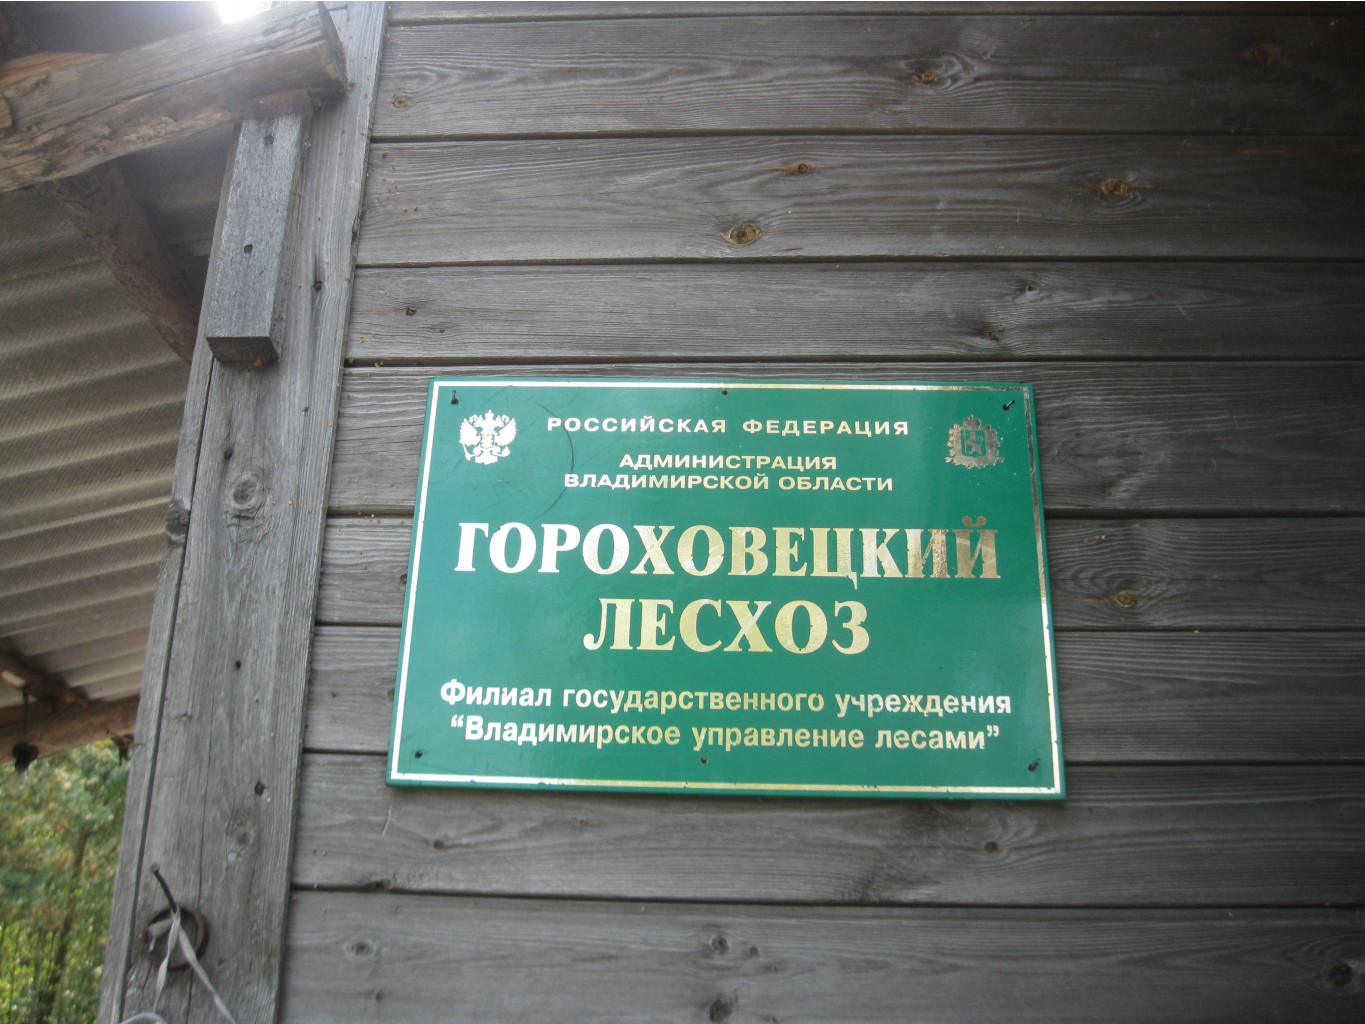 РОССИЙСКАЯ ФЕДЕРАЦИЯ
АДМИНИСТРАЦИЯ
ВЛАДИМИРСКОЙ ОБЛАСТИ
ГОРОХОВЕЦКИЙ
ЛЕСХОЗ
Филиал государственного учреждения
“Владимирское управление лесами”